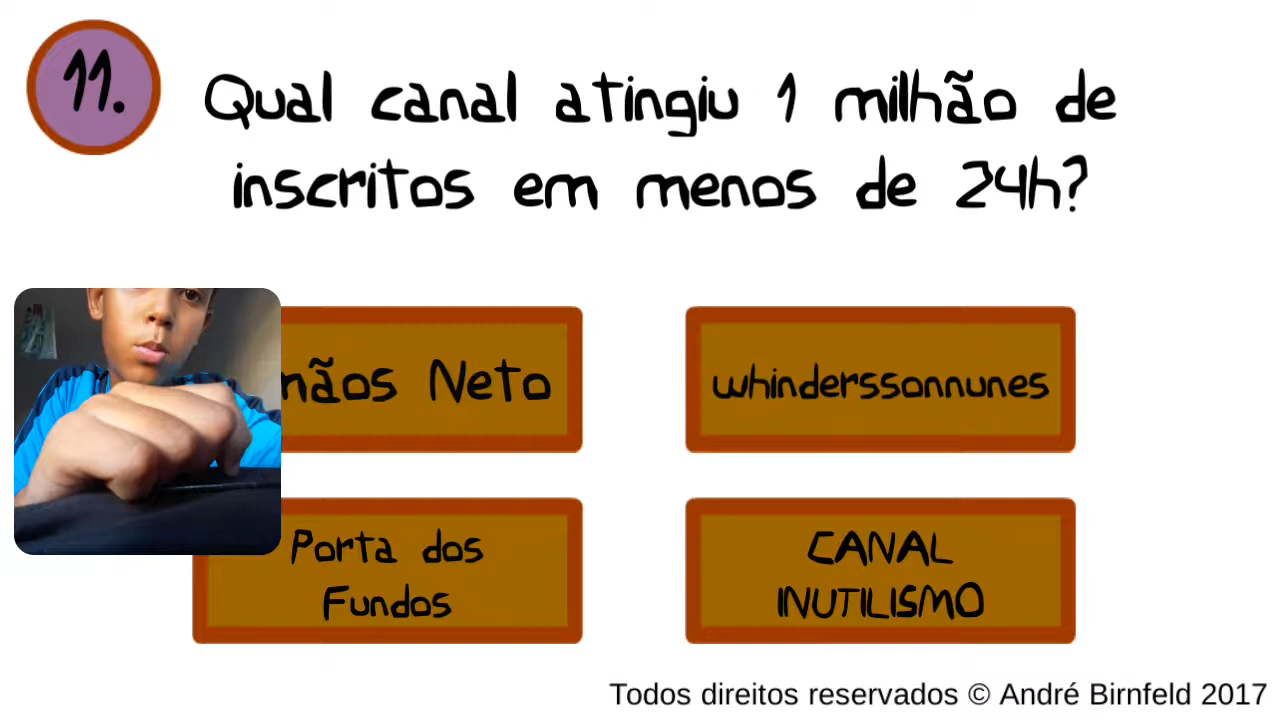 11.
Qual canal atingiu 1 milhão de
inscritos em menos de 24h?
Neto
whinderssonnunes
Porta dos
Fundos
CANAL
INUTILISMO
Todos direitos reservados © André Birnfeld 2017